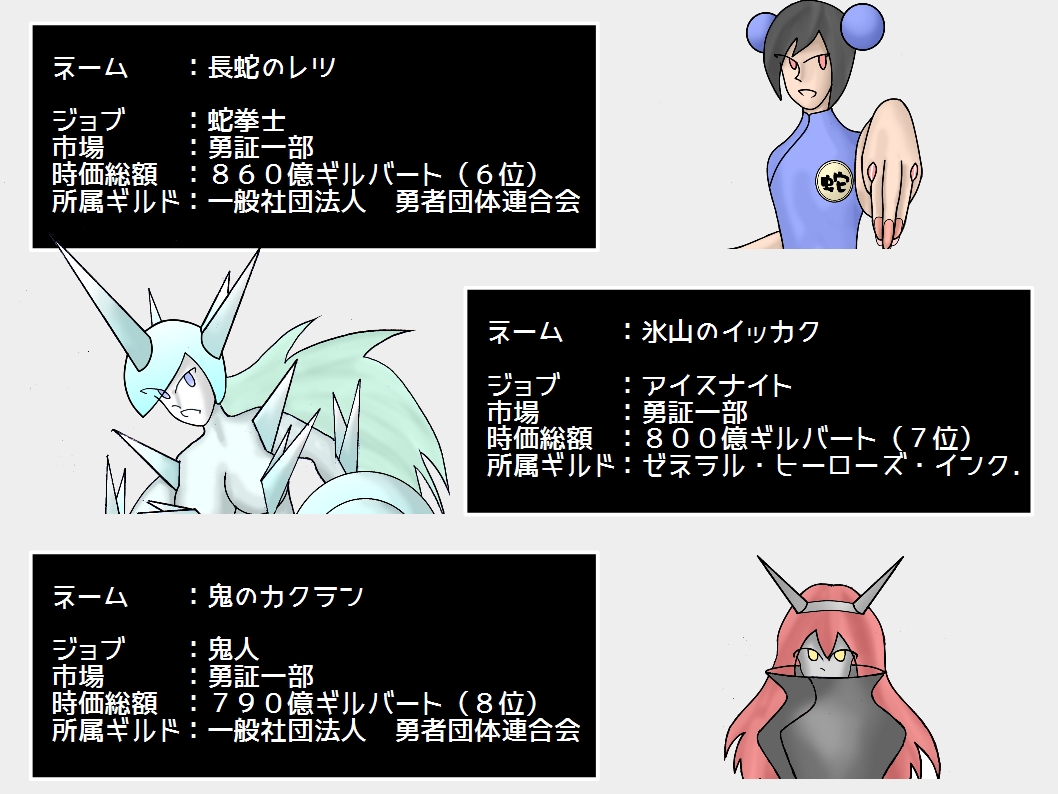 ネーム　　：長蛇のレツ
ジョブ　　：蛇拳士
市場　　　：勇証一部
時価総額　：８６０億ギルバート（６位）
所属ギルド：一般社団法人　勇者団体連合会
蛇
ネーム　　：氷山のイッカク
ジョブ　　：アイスナイト
市場　　　：勇証一部
時価総額　：８００億ギルバート（７位）
所属ギルド：ゼネラル・ヒーローズ・インク.
ネーム　　：鬼のカクラン
ジョブ　　：鬼人
市場　　　：勇証一部
時価総額　：７９０億ギルバート（８位）
所属ギルド：一般社団法人　勇者団体連合会